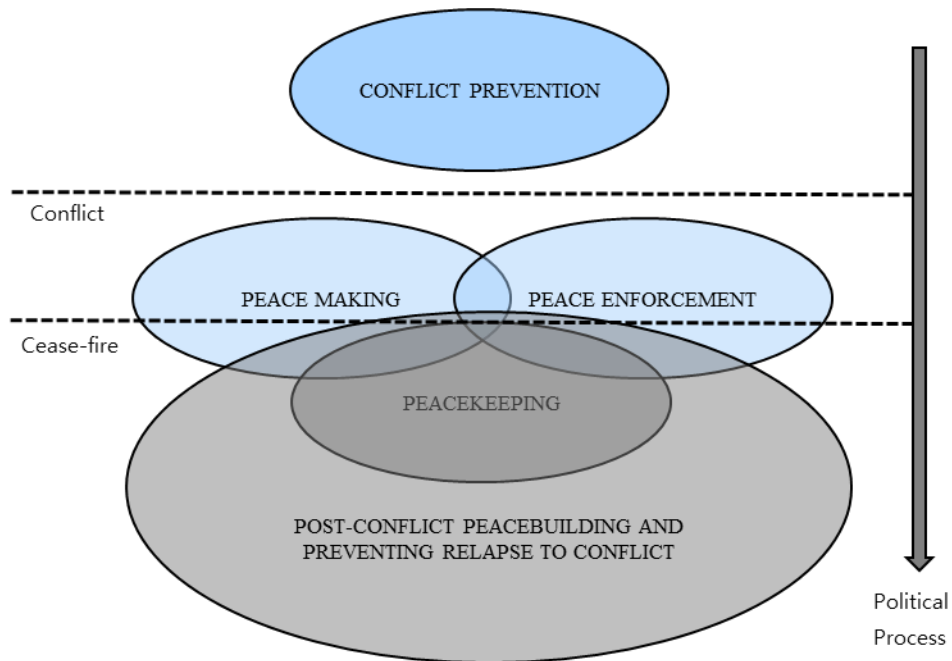 CONFLICT PREVENTION
Conflict
PEACE MAKING
PEACE ENFORCEMENT
Cease-fire
PEACEKEEPING
POST-CONFLICT PEACEBUILDING AND
PREVENTING RELAPSE TO CONFLICT
Political
Process